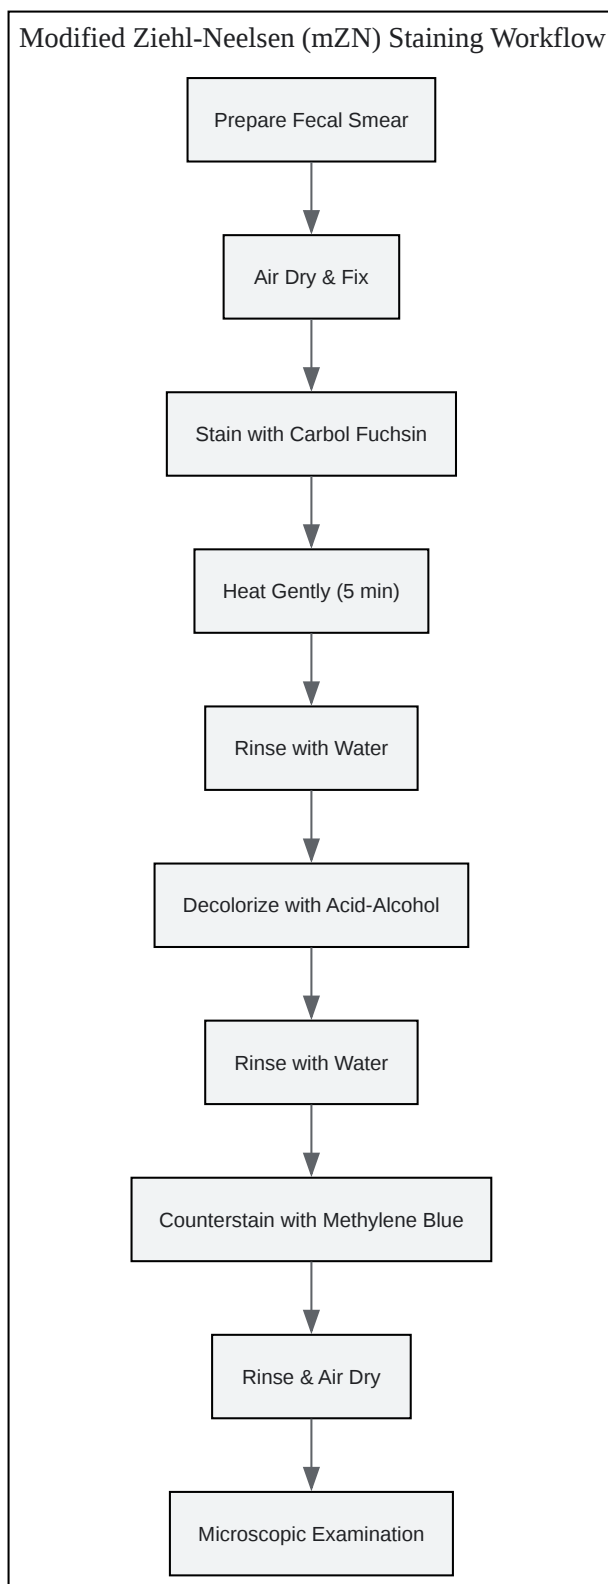 Modified Ziehl-Neelsen (mZN) Staining Workflow
Prepare Fecal Smear
Air Dry & Fix
Stain with Carbol Fuchsin
Heat Gently (5 min)
Rinse with Water
Decolorize with Acid-Alcohol
Rinse with Water
Counterstain with Methylene Blue
Rinse & Air Dry
Microscopic Examination